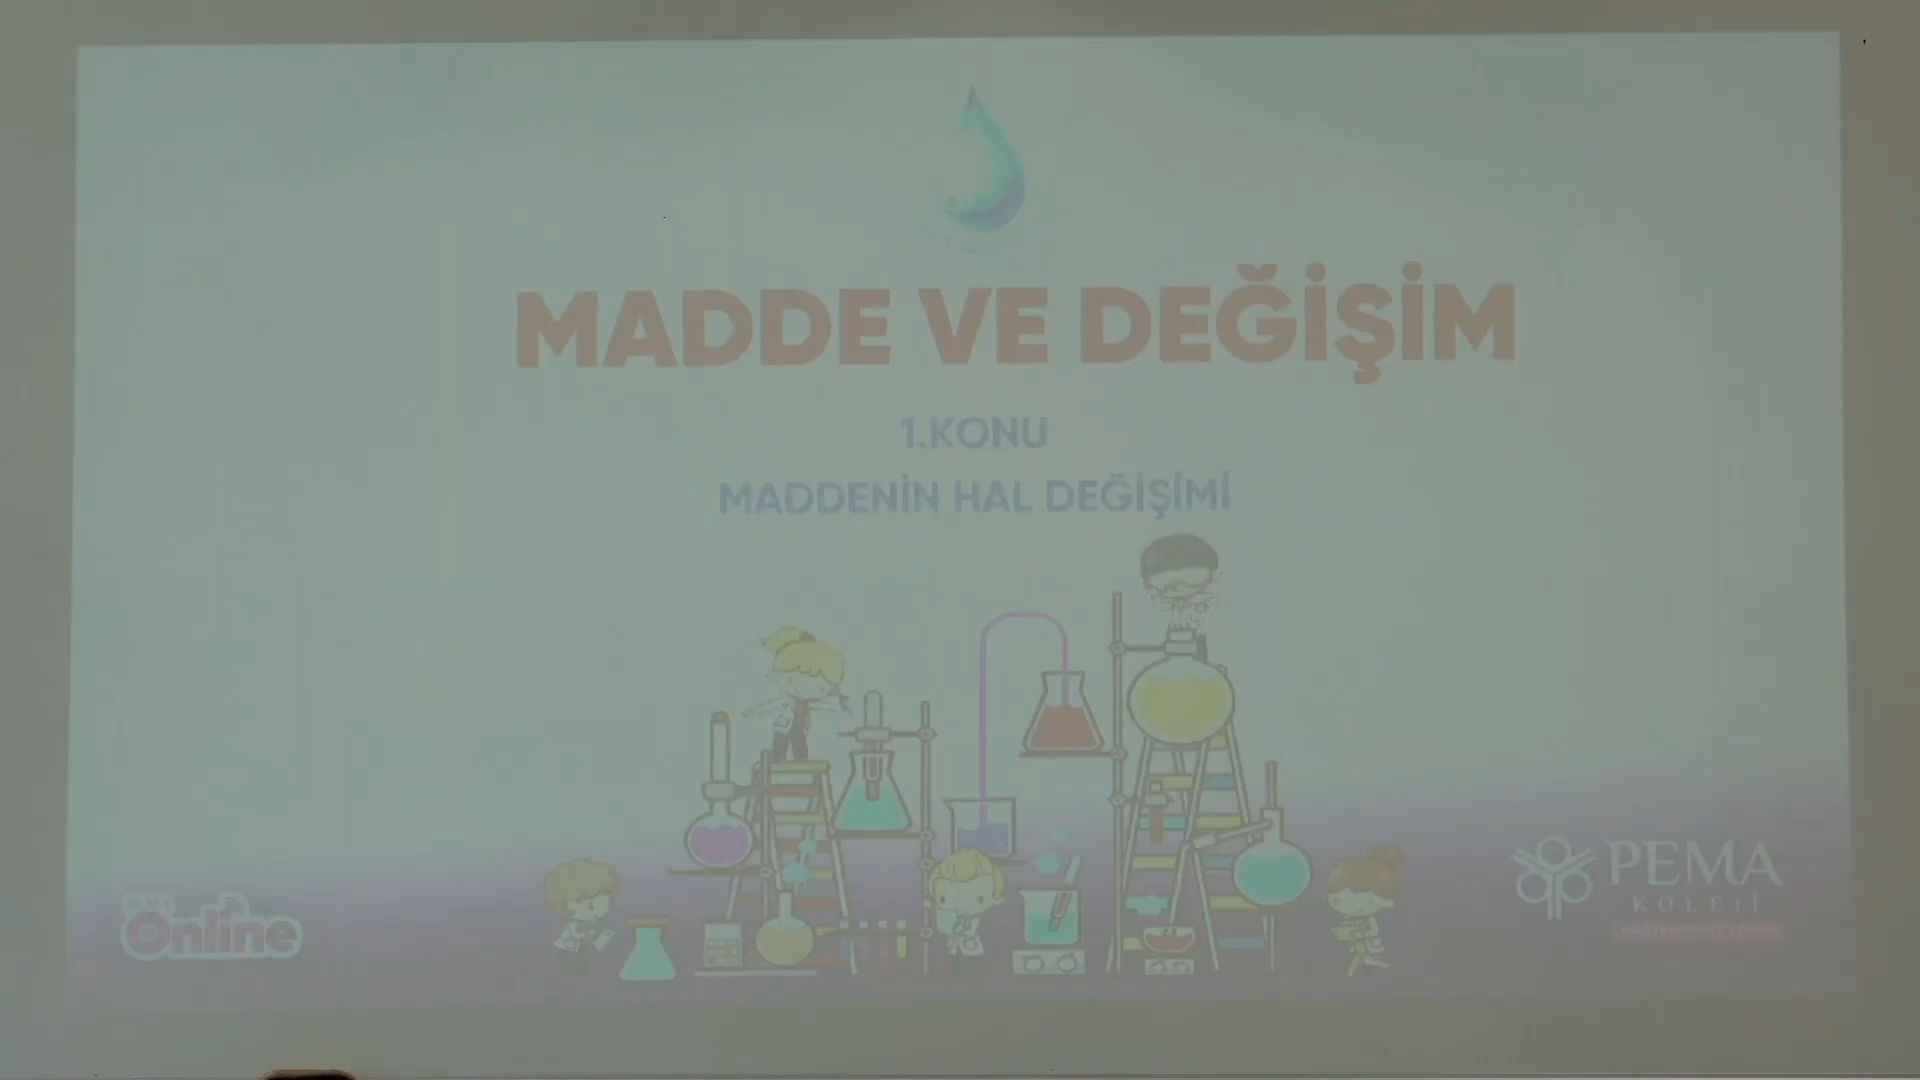 MADDE VE DEĞİŞİM
1.KONU
MADDENİN HAL DEĞİŞİMİ
Online
PEMA
KOLEJİ